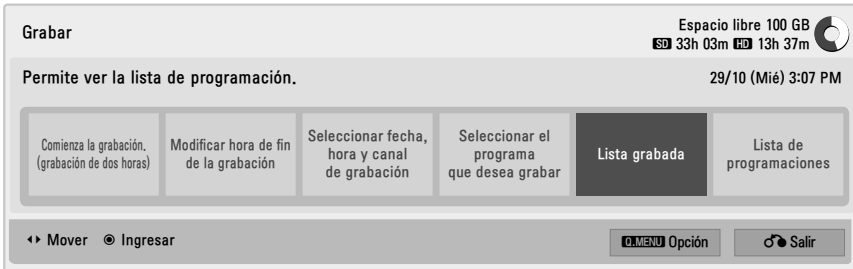 Grabar
Espacio libre 100 GB
SD 33h 03m HD 13h 37m
Permite ver la lista de programación.
29/10 (Mié) 3:07 PM
Comienza la grabación.
(grabación de dos horas)
Modificar hora de fin
de la grabación
Seleccionar fecha,
hora y canal
de grabación
Seleccionar el
programa
que desea grabar
Lista grabada
Lista de
programaciones
Mover
Ingresar
Q.MENU Opción
Salir